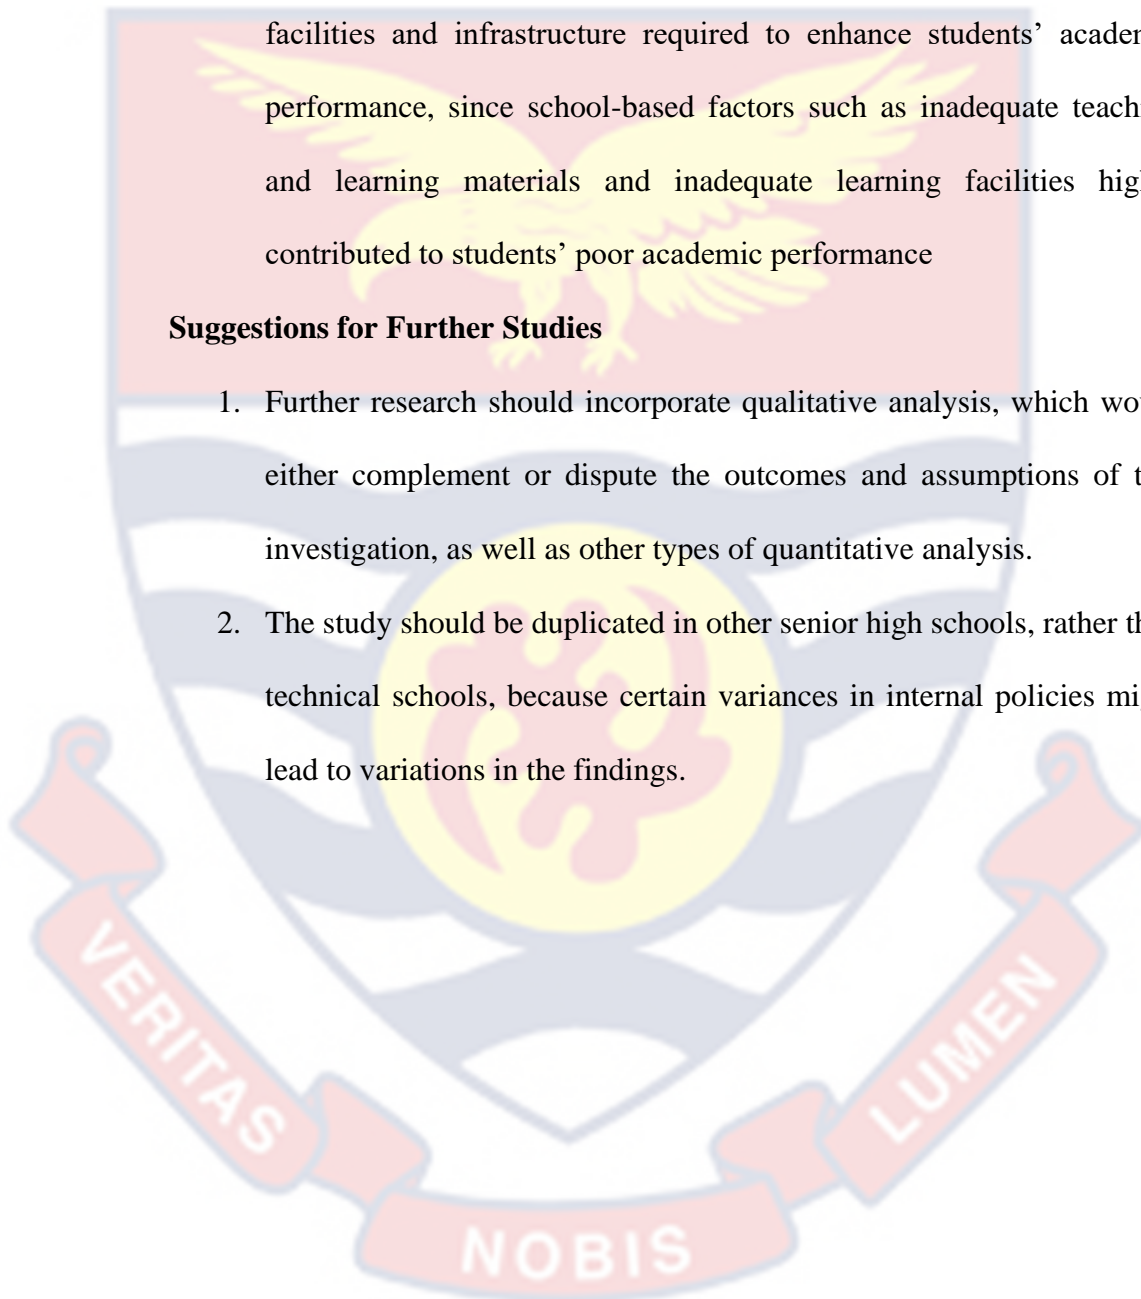 facilities and infrastructure required to enhance students’ acade
performance, since school-based factors such as inadequate teach
and learning materials and inadequate learning facilities hig
contributed to students’ poor academic performance
Suggestions for Further Studies
1. Further research should incorporate qualitative analysis, which wo
either complement or dispute the outcomes and assumptions of t
investigation, as well as other types of quantitative analysis.
2. The study should be duplicated in other senior high schools, rather th
technical schools, because certain variances in internal policies mi
lead to variations in the findings.
VERITAS
NOBIS
LUMEN